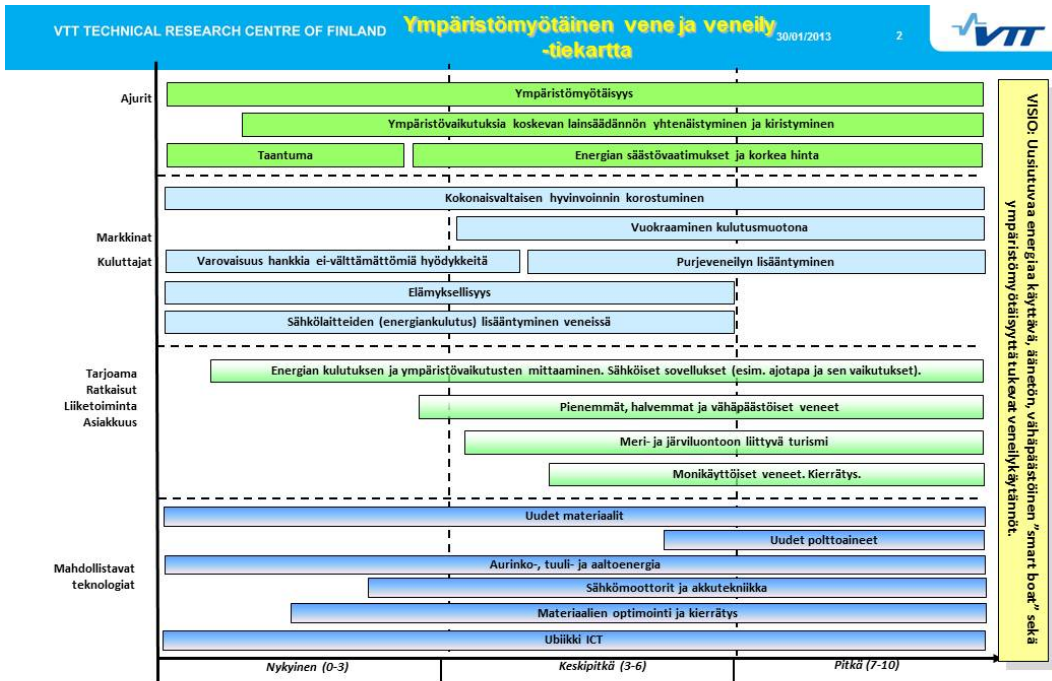 VTT TECHNICAL RESEARCH CENTRE OF FINLAND
Ympäristömyötäinen vene ja veneily
-tiekartta
30/01/2013
2
VTT
Ajurit
Ympäristömyötäisyys
Ympäristövaikutuksia koskevan lainsäädännön yhtenäistyminen ja kiristyminen
Taantuma
Energian säästövaatimukset ja korkea hinta
Markkinat
Kuluttajat
Kokonaisvaltaisen hyvinvoinnin korostuminen
Vuokraaminen kulutusmuotona
Varovaisuus hankkia ei-välttämättömiä hyödykkeitä
Purjeveneilyn lisääntyminen
Elämyksellisyys
Sähkölaitteiden (energiankulutus) lisääntyminen veneissä
Tarjoama
Ratkaisut
Liiketoiminta
Asiakkuus
Energian kulutuksen ja ympäristövaikutusten mittaaminen. Sähköiset sovellukset (esim. ajotapa ja sen vaikutukset).
Pienemmät, halvemmat ja vähäpäästöiset veneet
Meri- ja järviluontoon liittyvä turismi
Monikäyttöiset veneet. Kierrätys.
Mahdollistavat
teknologiat
Uudet materiaalit
Uudet polttoaineet
Aurinko-, tuuli- ja aaltoenergia
Sähkömoottorit ja akkutekniikka
Materiaalien optimointi ja kierrätys
Ubiikki ICT
Nykyinen (0-3)
Keskipitkä (3-6)
Pitkä (7-10)
VISIO: Uusiutuvaa energiaa käyttävä, äänetön, vähäpäästöinen "smart boat" sekä
ympäristömyötäisyyttä tukevat veneilykäytännöt.